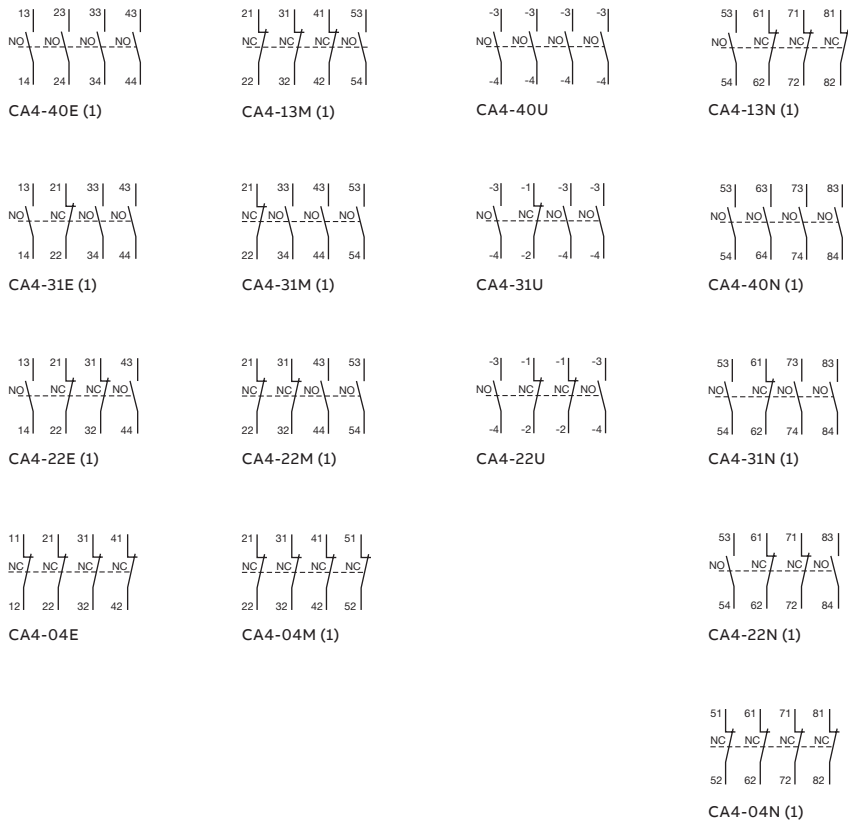 13 23 33 43
NO NO NO NO
14 24 34 44
CA4-40E (1)
21 31 41 53
NC NC NC NO
22 32 42 54
CA4-13M (1)
-3 -3 -3 -3
NO NO NO NO
-4 -4 -4 -4
CA4-40U
53 61 71 81
NO NC NC NC
54 62 72 82
CA4-13N (1)
13 21 33 43
NO NC NO NO
14 22 34 44
CA4-31E (1)
21 33 43 53
NC NO NO NO
22 34 44 54
CA4-31M (1)
-3 -1 -3 -3
NO NC NO NO
-4 -2 -4 -4
CA4-31U
53 63 73 83
NO NO NO NO
54 64 74 84
CA4-40N (1)
13 21 31 43
NO NC NC NO
14 22 32 44
CA4-22E (1)
21 31 43 53
NC NC NO NO
22 32 44 54
CA4-22M (1)
-3 -1 -1 -3
NO NC NC NO
-4 -2 -2 -4
CA4-22U
53 61 73 83
NO NC NO NO
54 62 74 84
CA4-31N (1)
11 21 31 41
NC NC NC NC
12 22 32 42
CA4-04E
21 31 41 51
NC NC NC NC
22 32 42 52
CA4-04M (1)
53 61 71 83
NO NC NC NO
54 62 72 84
CA4-22N (1)
51 61 71 81
NC NC NC NC
52 62 72 82
CA4-04N (1)